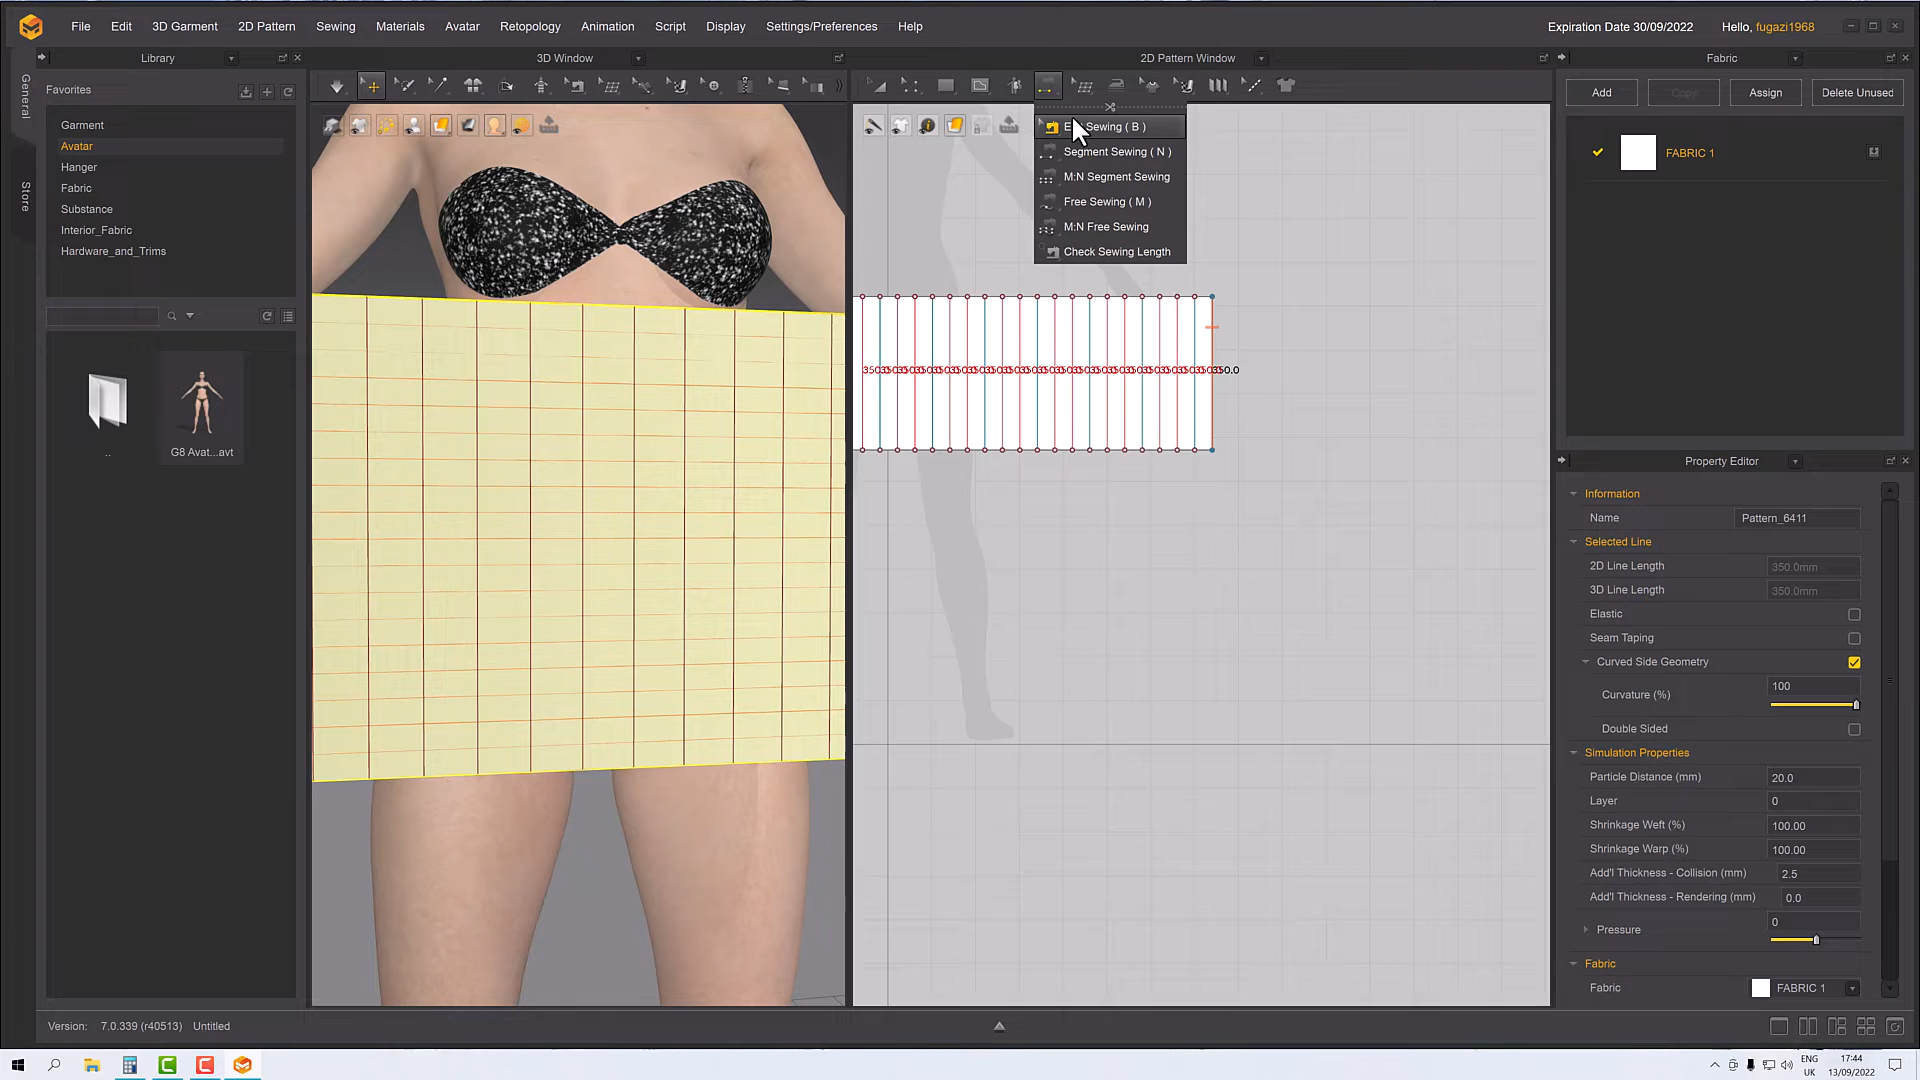 File Edit 3D Garment 2D Pattern Sewing Materials Avatar Retopology Animation Script Display Settings/Preferences Help Expiration Date 30/09/2022 Hello, fugazi1968
Library 3D Window 2D Pattern Window Fabric
General
Store
Favorites
Garment
Avatar
Hanger
Fabric
Substance
Interior_Fabric
Hardware_and_Trims
..
G8 Avat...avt
Sewing ( B )
Segment Sewing ( N )
M:N Segment Sewing
Free Sewing ( M )
M:N Free Sewing
Check Sewing Length
350.0
Add Copy Assign Delete Unused
FABRIC 1
Property Editor
Information
Name Pattern_6411
Selected Line
2D Line Length 350.0mm
3D Line Length 350.0mm
Elastic
Seam Taping
Curved Side Geometry
Curvature (%) 100
Double Sided
Simulation Properties
Particle Distance (mm) 20.0
Layer 0
Shrinkage Weft (%) 100.00
Shrinkage Warp (%) 100.00
Add'l Thickness - Collision (mm) 2.5
Add'l Thickness - Rendering (mm) 0.0
Pressure 0
Fabric
Fabric FABRIC 1
Version: 7.0.339 (r40513) Untitled
ENG
UK
17:44
13/09/2022